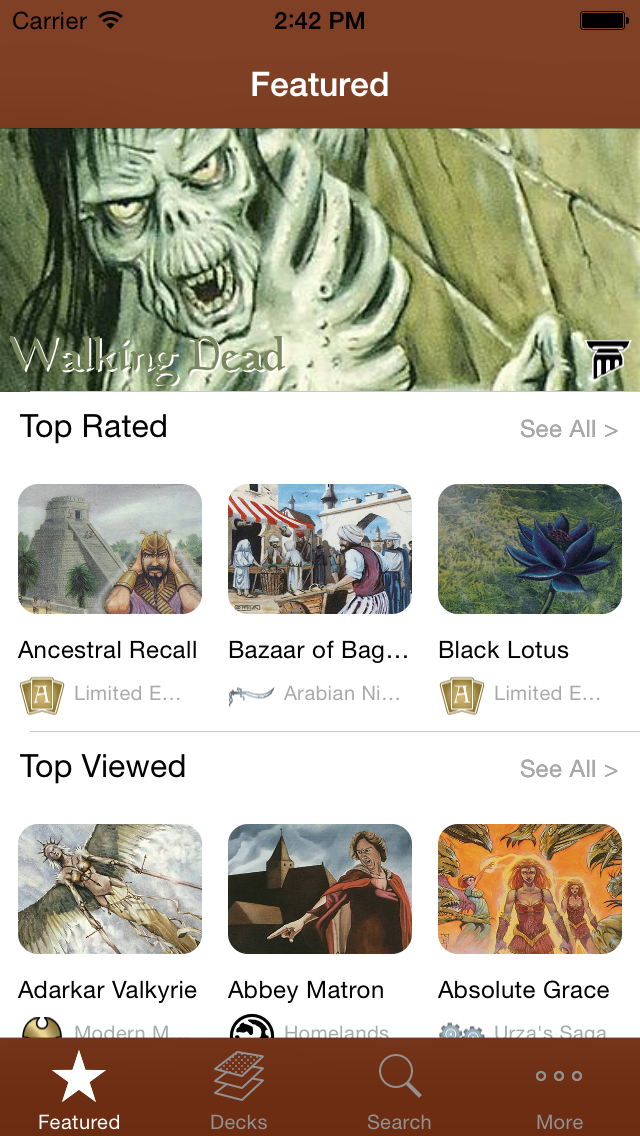 Carrier 2:42 PM
Featured
Walking Dead
Top Rated See All >
Ancestral Recall Bazaar of Bag… Black Lotus
A Limited E… Arabian Ni… A Limited E…
Top Viewed See All >
Adarkar Valkyrie Abbey Matron Absolute Grace
Modern M Homelands Urza's Saga
Featured Decks Search More